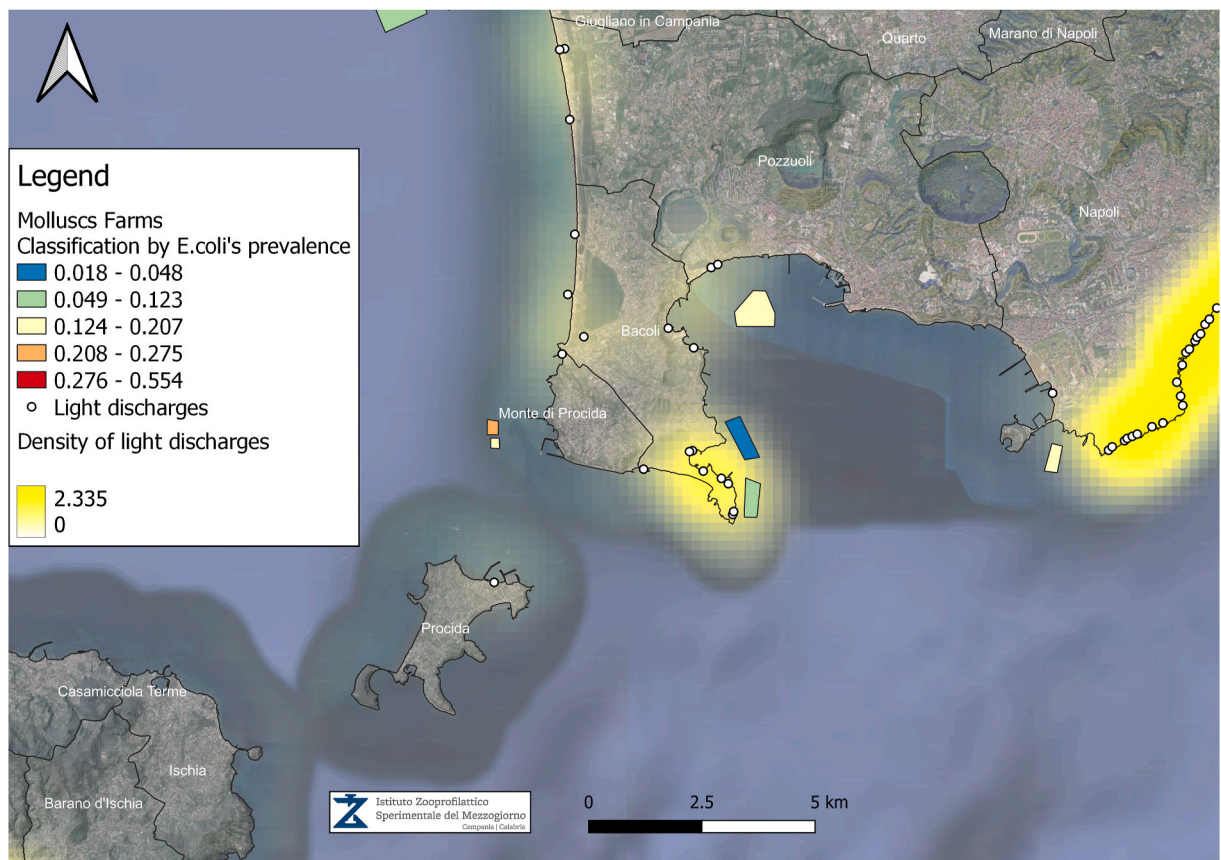 Giugliano in Campania
Quarto
Marano di Napoli
Pozzuoli
Napoli
Legend
Molluscs Farms
Classification by E.coli's prevalence
0.018 - 0.048
0.049 - 0.123
0.124 - 0.207
0.208 - 0.275
0.276 - 0.554
Light discharges
Density of light discharges
2.335
0
Bacoli
Monte di Procida
Procida
Casamicciola Terme
Ischia
Barano d'Ischia
Istituto Zooprofilattico
Sperimentale del Mezzogiorno
Campania | Calabria
0 2.5 5 km